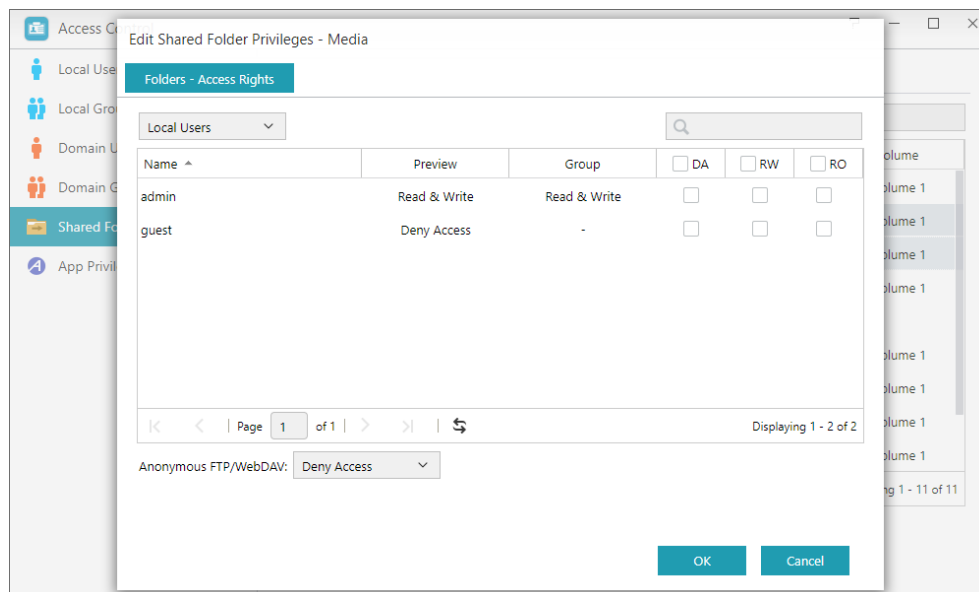 Access Co
Edit Shared Folder Privileges - Media
Folders - Access Rights
Local Use
Local Grou
Domain U
Domain G
Shared Fo
App Privil
Local Users
Name Preview Group DA RW RO
admin Read & Write Read & Write
guest Deny Access -
Page 1 of 1 Displaying 1 - 2 of 2
Anonymous FTP/WebDAV: Deny Access
OK Cancel
olume
olume 1
olume 1
olume 1
olume 1
olume 1
olume 1
olume 1
olume 1
ng 1 - 11 of 11